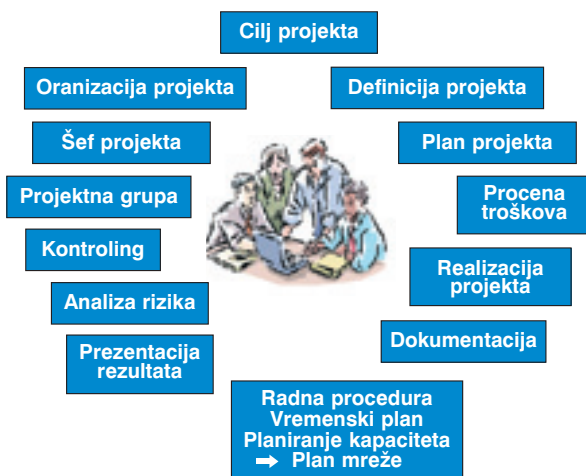 Cilj projekta
Oranizacija projekta
Definicija projekta
Šef projekta
Plan projekta
Projektna grupa
Procena
troškova
Kontroling
Realizacija
projekta
Analiza rizika
Dokumentacija
Prezentacija
rezultata
Radna procedura
Vremenski plan
Planiranje kapaciteta
→ Plan mreže